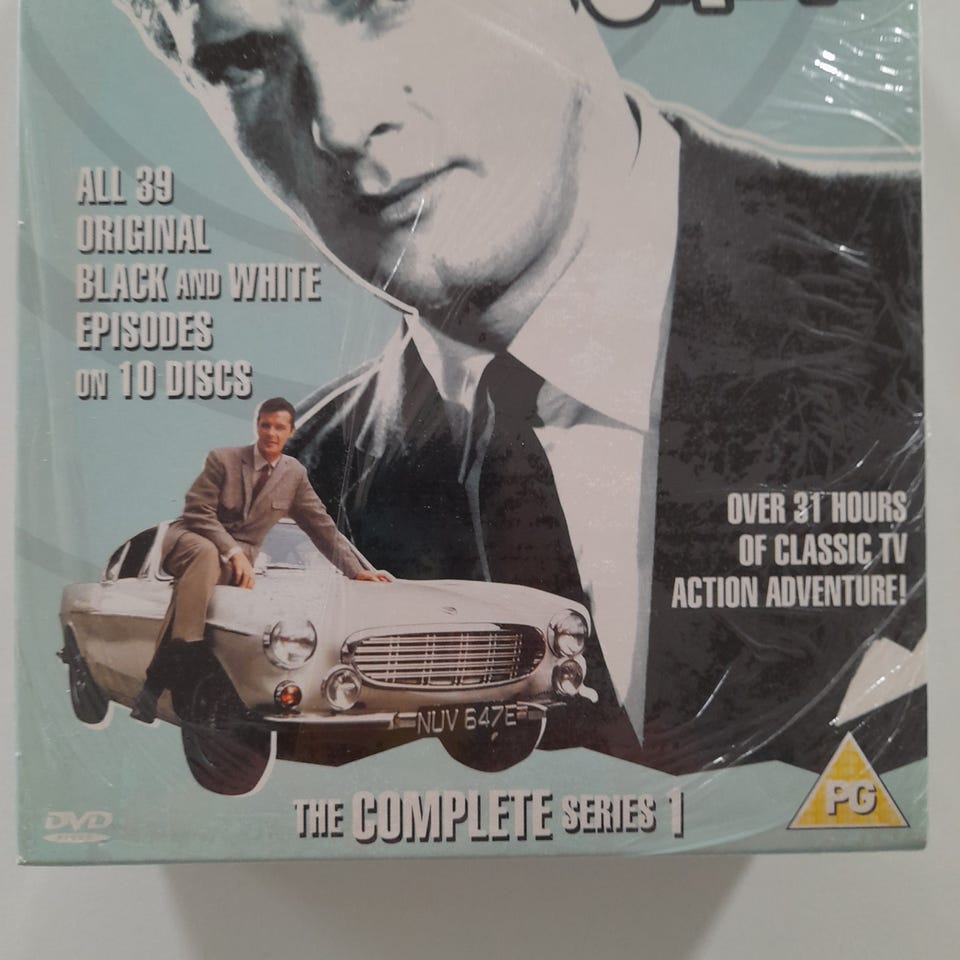 ALL 39
ORIGINAL
BLACK AND WHITE
EPISODES
ON 10 DISCS
OVER 31 HOURS
OF CLASSIC TV
ACTION ADVENTURE!
NUV 647E
THE COMPLETE SERIES 1
PG
DVD